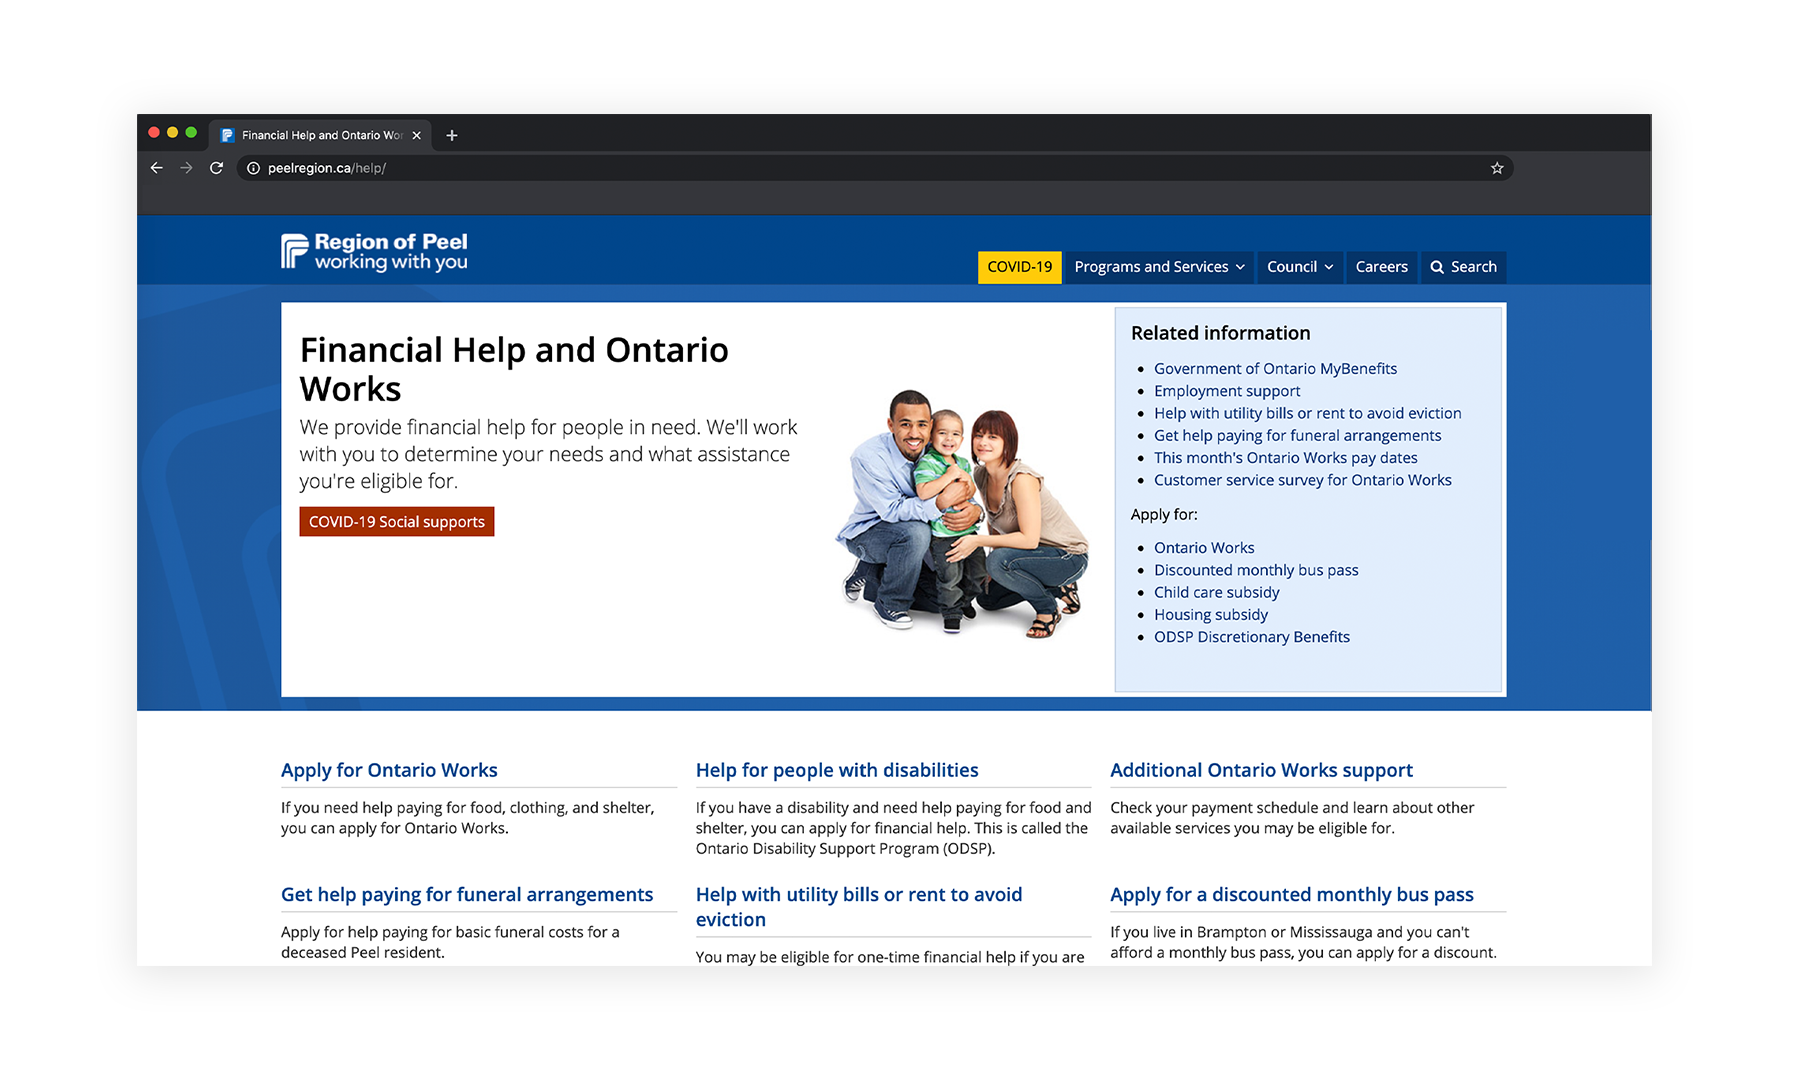 Financial Help and Ontario Wor
peelregion.ca/help/
Region of Peel
working with you
COVID-19
Programs and Services
Council
Careers
Search
Financial Help and Ontario
Works
We provide financial help for people in need. We'll work
with you to determine your needs and what assistance
you're eligible for.
COVID-19 Social supports
Related information
Government of Ontario MyBenefits
Employment support
Help with utility bills or rent to avoid eviction
Get help paying for funeral arrangements
This month's Ontario Works pay dates
Customer service survey for Ontario Works
Apply for:
Ontario Works
Discounted monthly bus pass
Child care subsidy
Housing subsidy
ODSP Discretionary Benefits
Apply for Ontario Works
If you need help paying for food, clothing, and shelter,
you can apply for Ontario Works.
Help for people with disabilities
If you have a disability and need help paying for food and
shelter, you can apply for financial help. This is called the
Ontario Disability Support Program (ODSP).
Additional Ontario Works support
Check your payment schedule and learn about other
available services you may be eligible for.
Get help paying for funeral arrangements
Apply for help paying for basic funeral costs for a
deceased Peel resident.
Help with utility bills or rent to avoid
eviction
You may be eligible for one-time financial help if you are
Apply for a discounted monthly bus pass
If you live in Brampton or Mississauga and you can't
afford a monthly bus pass, you can apply for a discount.